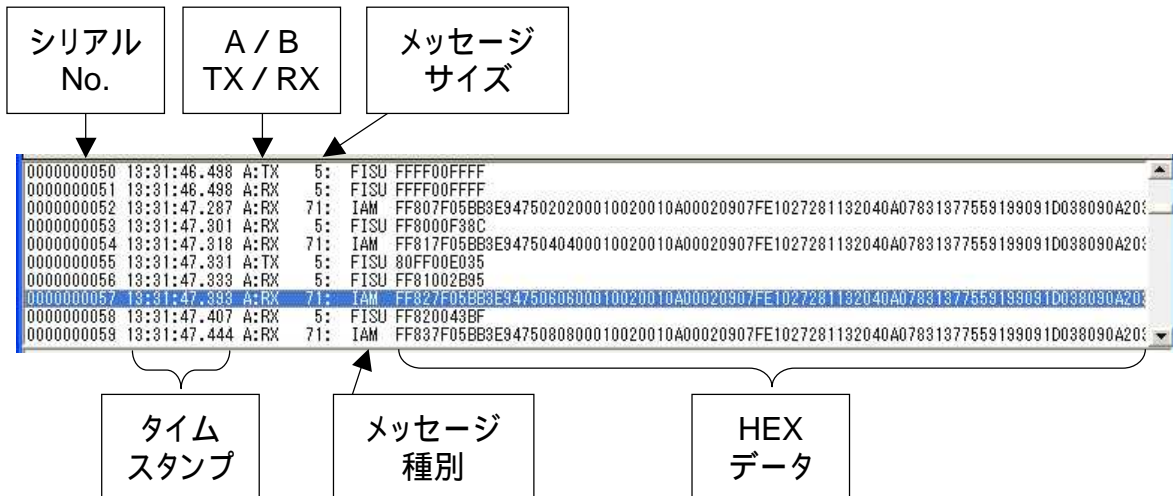 シリアル
No.
A / B
TX / RX
メッセージ
サイズ
0000000050 13:31:46.498 A:TX 5: FISU FFFF00FFFF
0000000051 13:31:46.498 A:RX 5: FISU FFFF00FFFF
0000000052 13:31:47.287 A:RX 71: IAM FF807F05BB3E947502020001002001​0A00020907FE1027281132040A07831377559199091D038090A203
0000000053 13:31:47.301 A:RX 5: FISU FF8000F38C
0000000054 13:31:47.318 A:RX 71: IAM FF817F05BB3E9475040400010020010A00020907FE1027281132040A07831377559199091D038090A203
0000000055 13:31:47.331 A:TX 5: FISU 80FF00E035
0000000056 13:31:47.333 A:RX 5: FISU FF81002B95
0000000057 13:31:47.393 A:RX 71: IAM FF827F05BB3E9475060600010020010A00020907FE1027281132040A07831377559199091D038090A203
0000000058 13:31:47.407 A:RX 5: FISU FF820043BF
0000000059 13:31:47.444 A:RX 71: IAM FF837F05BB3E9475080800010020010A00020907FE1027281132040A07831377559199091D038090A203
タイム
スタンプ
メッセージ
種別
HEX
データ